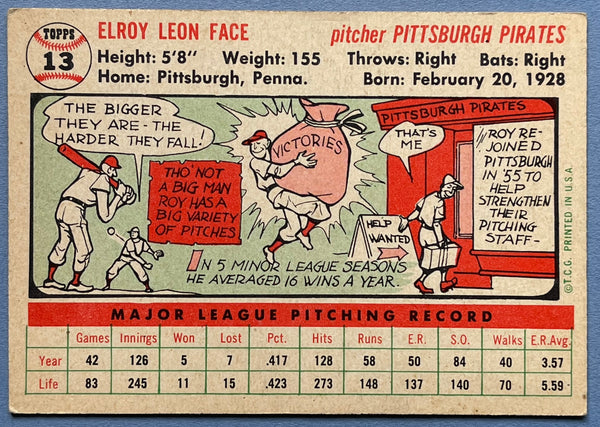 TOPPS
13
ELROY LEON FACE
pitcher PITTSBURGH PIRATES
Height: 5'8" Weight: 155 Throws: Right Bats: Right
Home: Pittsburgh, Penna. Born: February 20, 1928
THE BIGGER
THEY ARE-THE
HARDER THEY FALL!
THO' NOT
A BIG MAN
ROY HAS A
BIG VARIETY
OF PITCHES
VICTORIES
IN 5 MINOR LEAGUE SEASONS
HE AVERAGED 16 WINS A YEAR.
PITTSBURGH PIRATES
THAT'S
ME
HELP
WANTED
ROY RE-
JOINED
PITTSBURGH
IN '55 TO
HELP
STRENGTHEN
THEIR
PITCHING
STAFF-
©T.C.G. PRINTED IN U.S.A.
MAJOR LEAGUE PITCHING RECORD
Games Innings Won Lost Pct. Hits Runs E.R. S.O. Walks E.R.Avg.
Year 42 126 5 7 .417 128 58 50 84 40 3.57
Life 83 245 11 15 .423 273 148 137 140 70 5.59